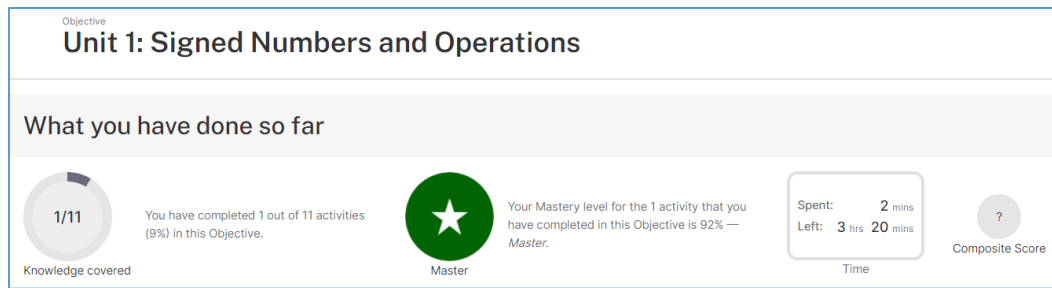 Objective
Unit 1: Signed Numbers and Operations
What you have done so far
1/11
Knowledge covered
You have completed 1 out of 11 activities
(9%) in this Objective.
Master
Your Mastery level for the 1 activity that you
have completed in this Objective is 92% —
Master.
Spent: 2 mins
Left: 3 hrs 20 mins
Time
?
Composite Score